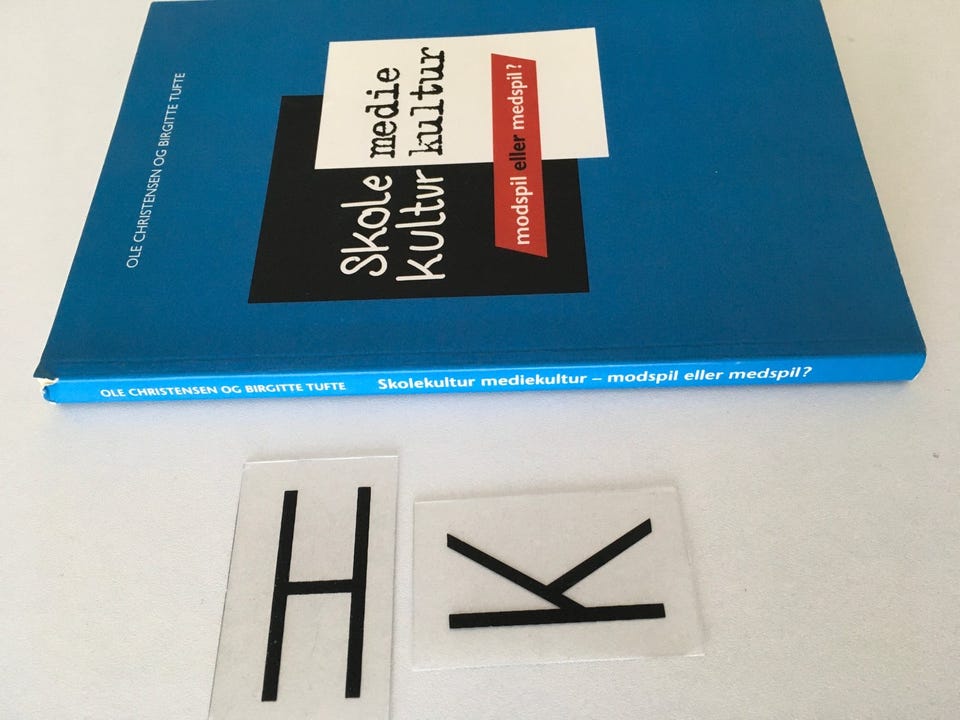 OLE CHRISTENSEN OG BIRGITTE TUFTE
Skole medie
kultur kultur
modspil eller medspil?
OLE CHRISTENSEN OG BIRGITTE TUFTE Skolekultur mediekultur – modspil eller medspil?
H K